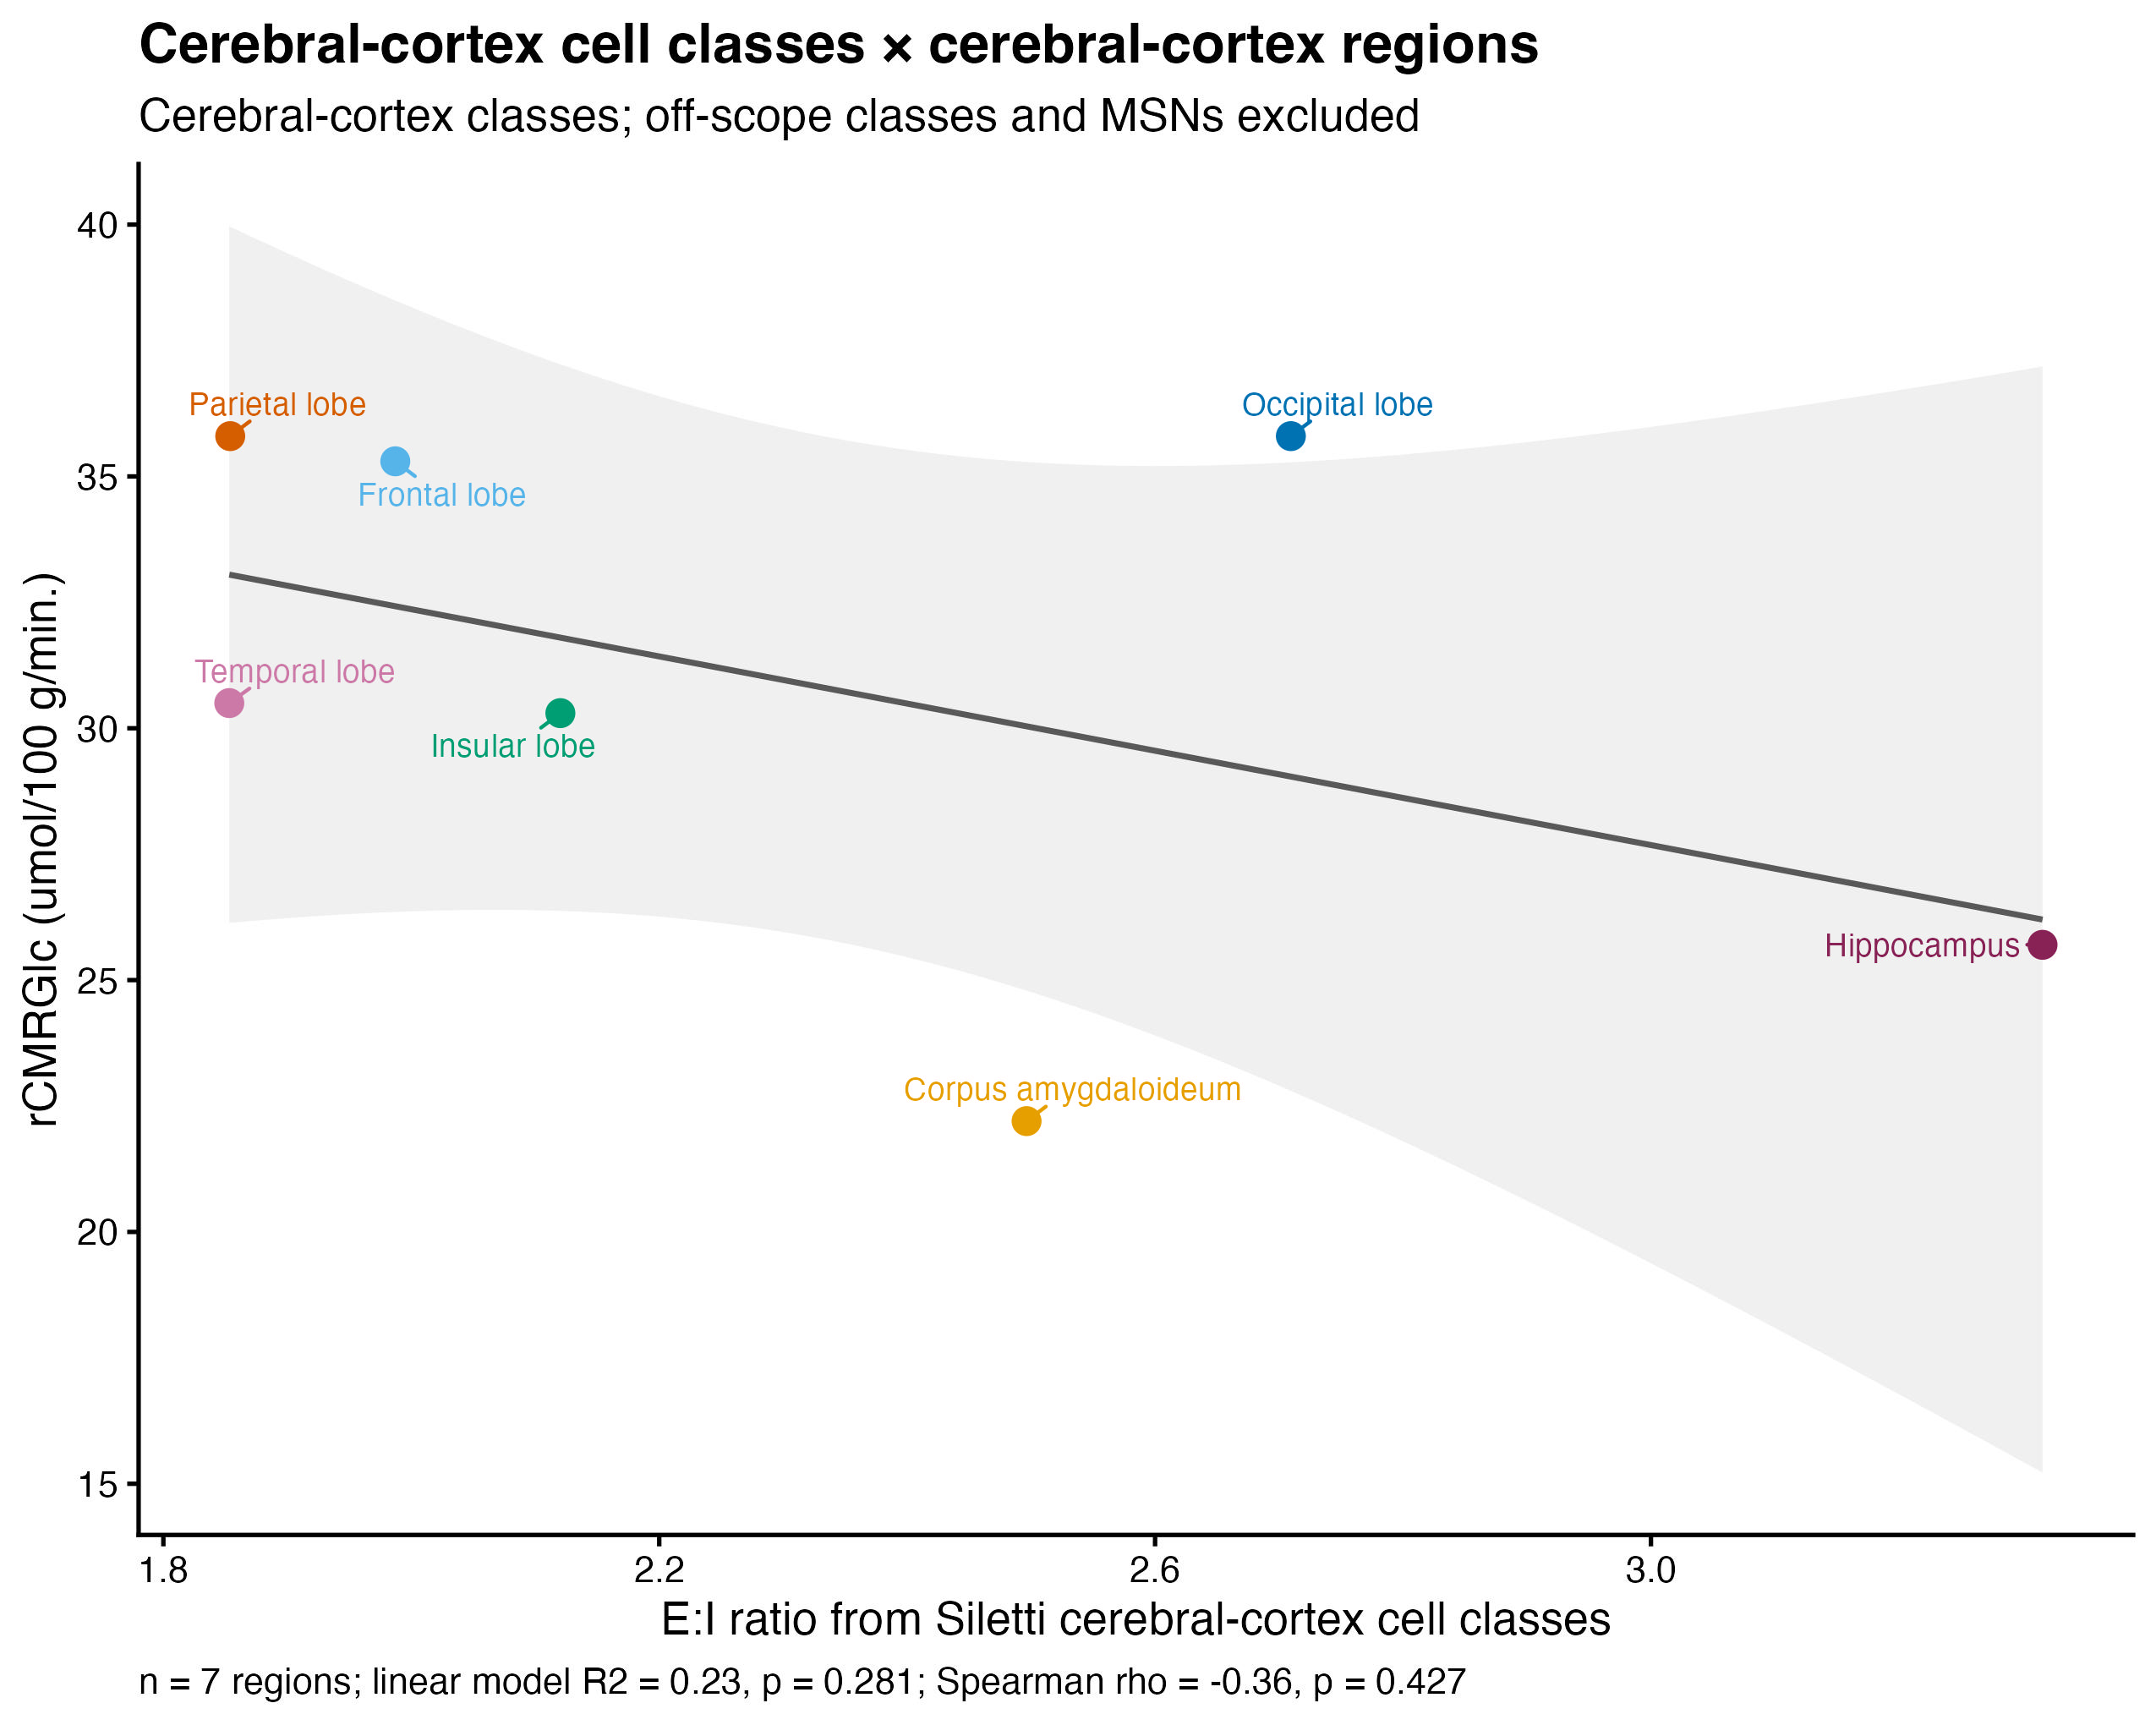 Cerebral-cortex cell classes × cerebral-cortex regions
Cerebral-cortex classes; off-scope classes and MSNs excluded
40
35
30
25
20
15
rCMRGlc (umol/100 g/min.)
Parietal lobe
Occipital lobe
Frontal lobe
Temporal lobe
Insular lobe
Hippocampus
Corpus amygdaloideum
1.8 2.2 2.6 3.0
E:I ratio from Siletti cerebral-cortex cell classes
n = 7 regions; linear model R2 = 0.23, p = 0.281; Spearman rho = -0.36, p = 0.427